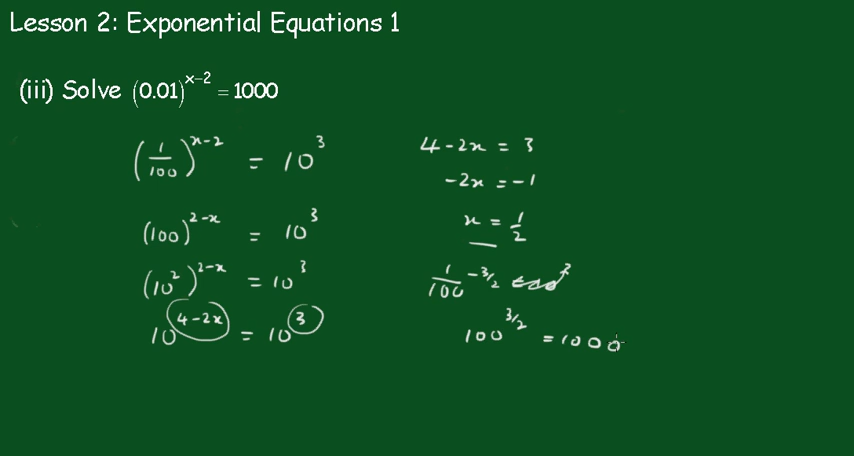 Lesson 2: Exponential Equations 1
(iii) Solve (0.01)^(x-2) = 1000
(1/100)^(x-2) = 10^3
(100)^(2-x) = 10^3
(10^2)^(2-x) = 10^3
10^(4-2x) = 10^3
4-2x = 3
-2x = -1
x = 1/2
1/100^(-3/2)
100^(3/2) = 1000